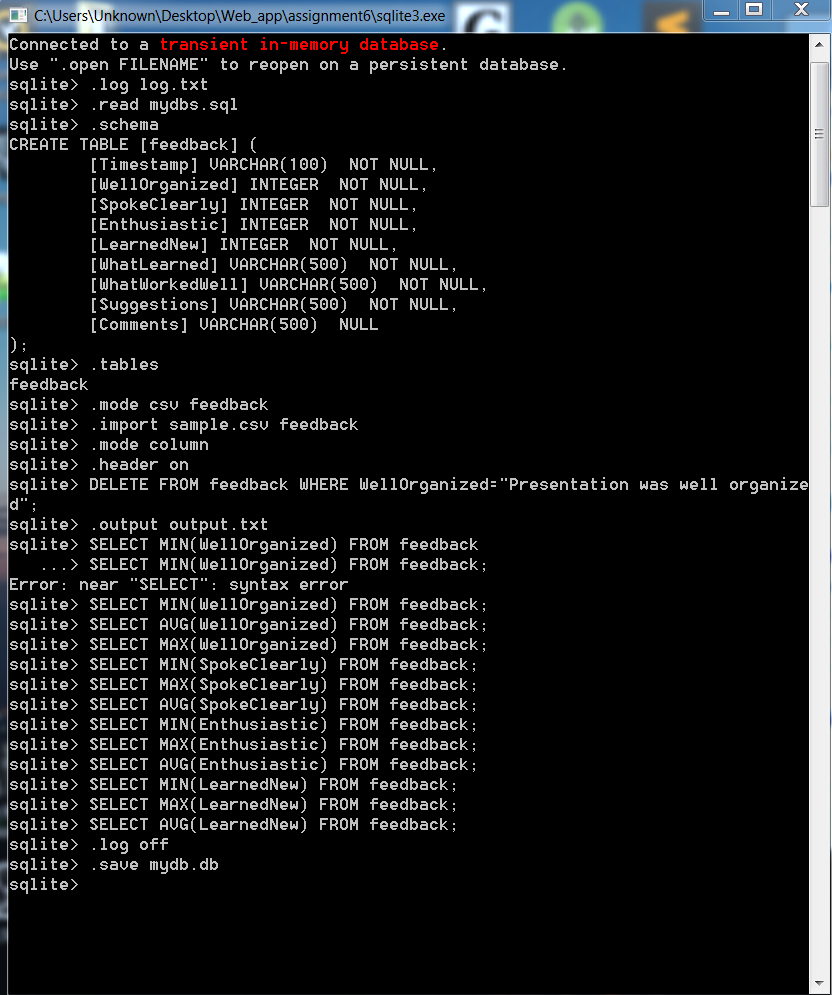 C:\Users\Unknown\Desktop\Web_app\assignment6\sqlite3.exe
Connected to a transient in-memory database.
Use ".open FILENAME" to reopen on a persistent database.
sqlite> .log log.txt
sqlite> .read mydbs.sql
sqlite> .schema
CREATE TABLE [feedback] (
        [Timestamp] VARCHAR(100)  NOT NULL,
        [WellOrganized] INTEGER  NOT NULL,
        [SpokeClearly] INTEGER  NOT NULL,
        [Enthusiastic] INTEGER  NOT NULL,
        [LearnedNew] INTEGER  NOT NULL,
        [WhatLearned] VARCHAR(500)  NOT NULL,
        [WhatWorkedWell] VARCHAR(500)  NOT NULL,
        [Suggestions] VARCHAR(500)  NOT NULL,
        [Comments] VARCHAR(500)  NULL
);
sqlite> .tables
feedback
sqlite> .mode csv feedback
sqlite> .import sample.csv feedback
sqlite> .mode column
sqlite> .header on
sqlite> DELETE FROM feedback WHERE WellOrganized="Presentation was well organize
d";
sqlite> .output output.txt
sqlite> SELECT MIN(WellOrganized) FROM feedback
   ...> SELECT MIN(WellOrganized) FROM feedback;
Error: near "SELECT": syntax error
sqlite> SELECT MIN(WellOrganized) FROM feedback;
sqlite> SELECT AVG(WellOrganized) FROM feedback;
sqlite> SELECT MAX(WellOrganized) FROM feedback;
sqlite> SELECT MIN(SpokeClearly) FROM feedback;
sqlite> SELECT MAX(SpokeClearly) FROM feedback;
sqlite> SELECT AVG(SpokeClearly) FROM feedback;
sqlite> SELECT MIN(Enthusiastic) FROM feedback;
sqlite> SELECT MAX(Enthusiastic) FROM feedback;
sqlite> SELECT AVG(Enthusiastic) FROM feedback;
sqlite> SELECT MIN(LearnedNew) FROM feedback;
sqlite> SELECT MAX(LearnedNew) FROM feedback;
sqlite> SELECT AVG(LearnedNew) FROM feedback;
sqlite> .log off
sqlite> .save mydb.db
sqlite>